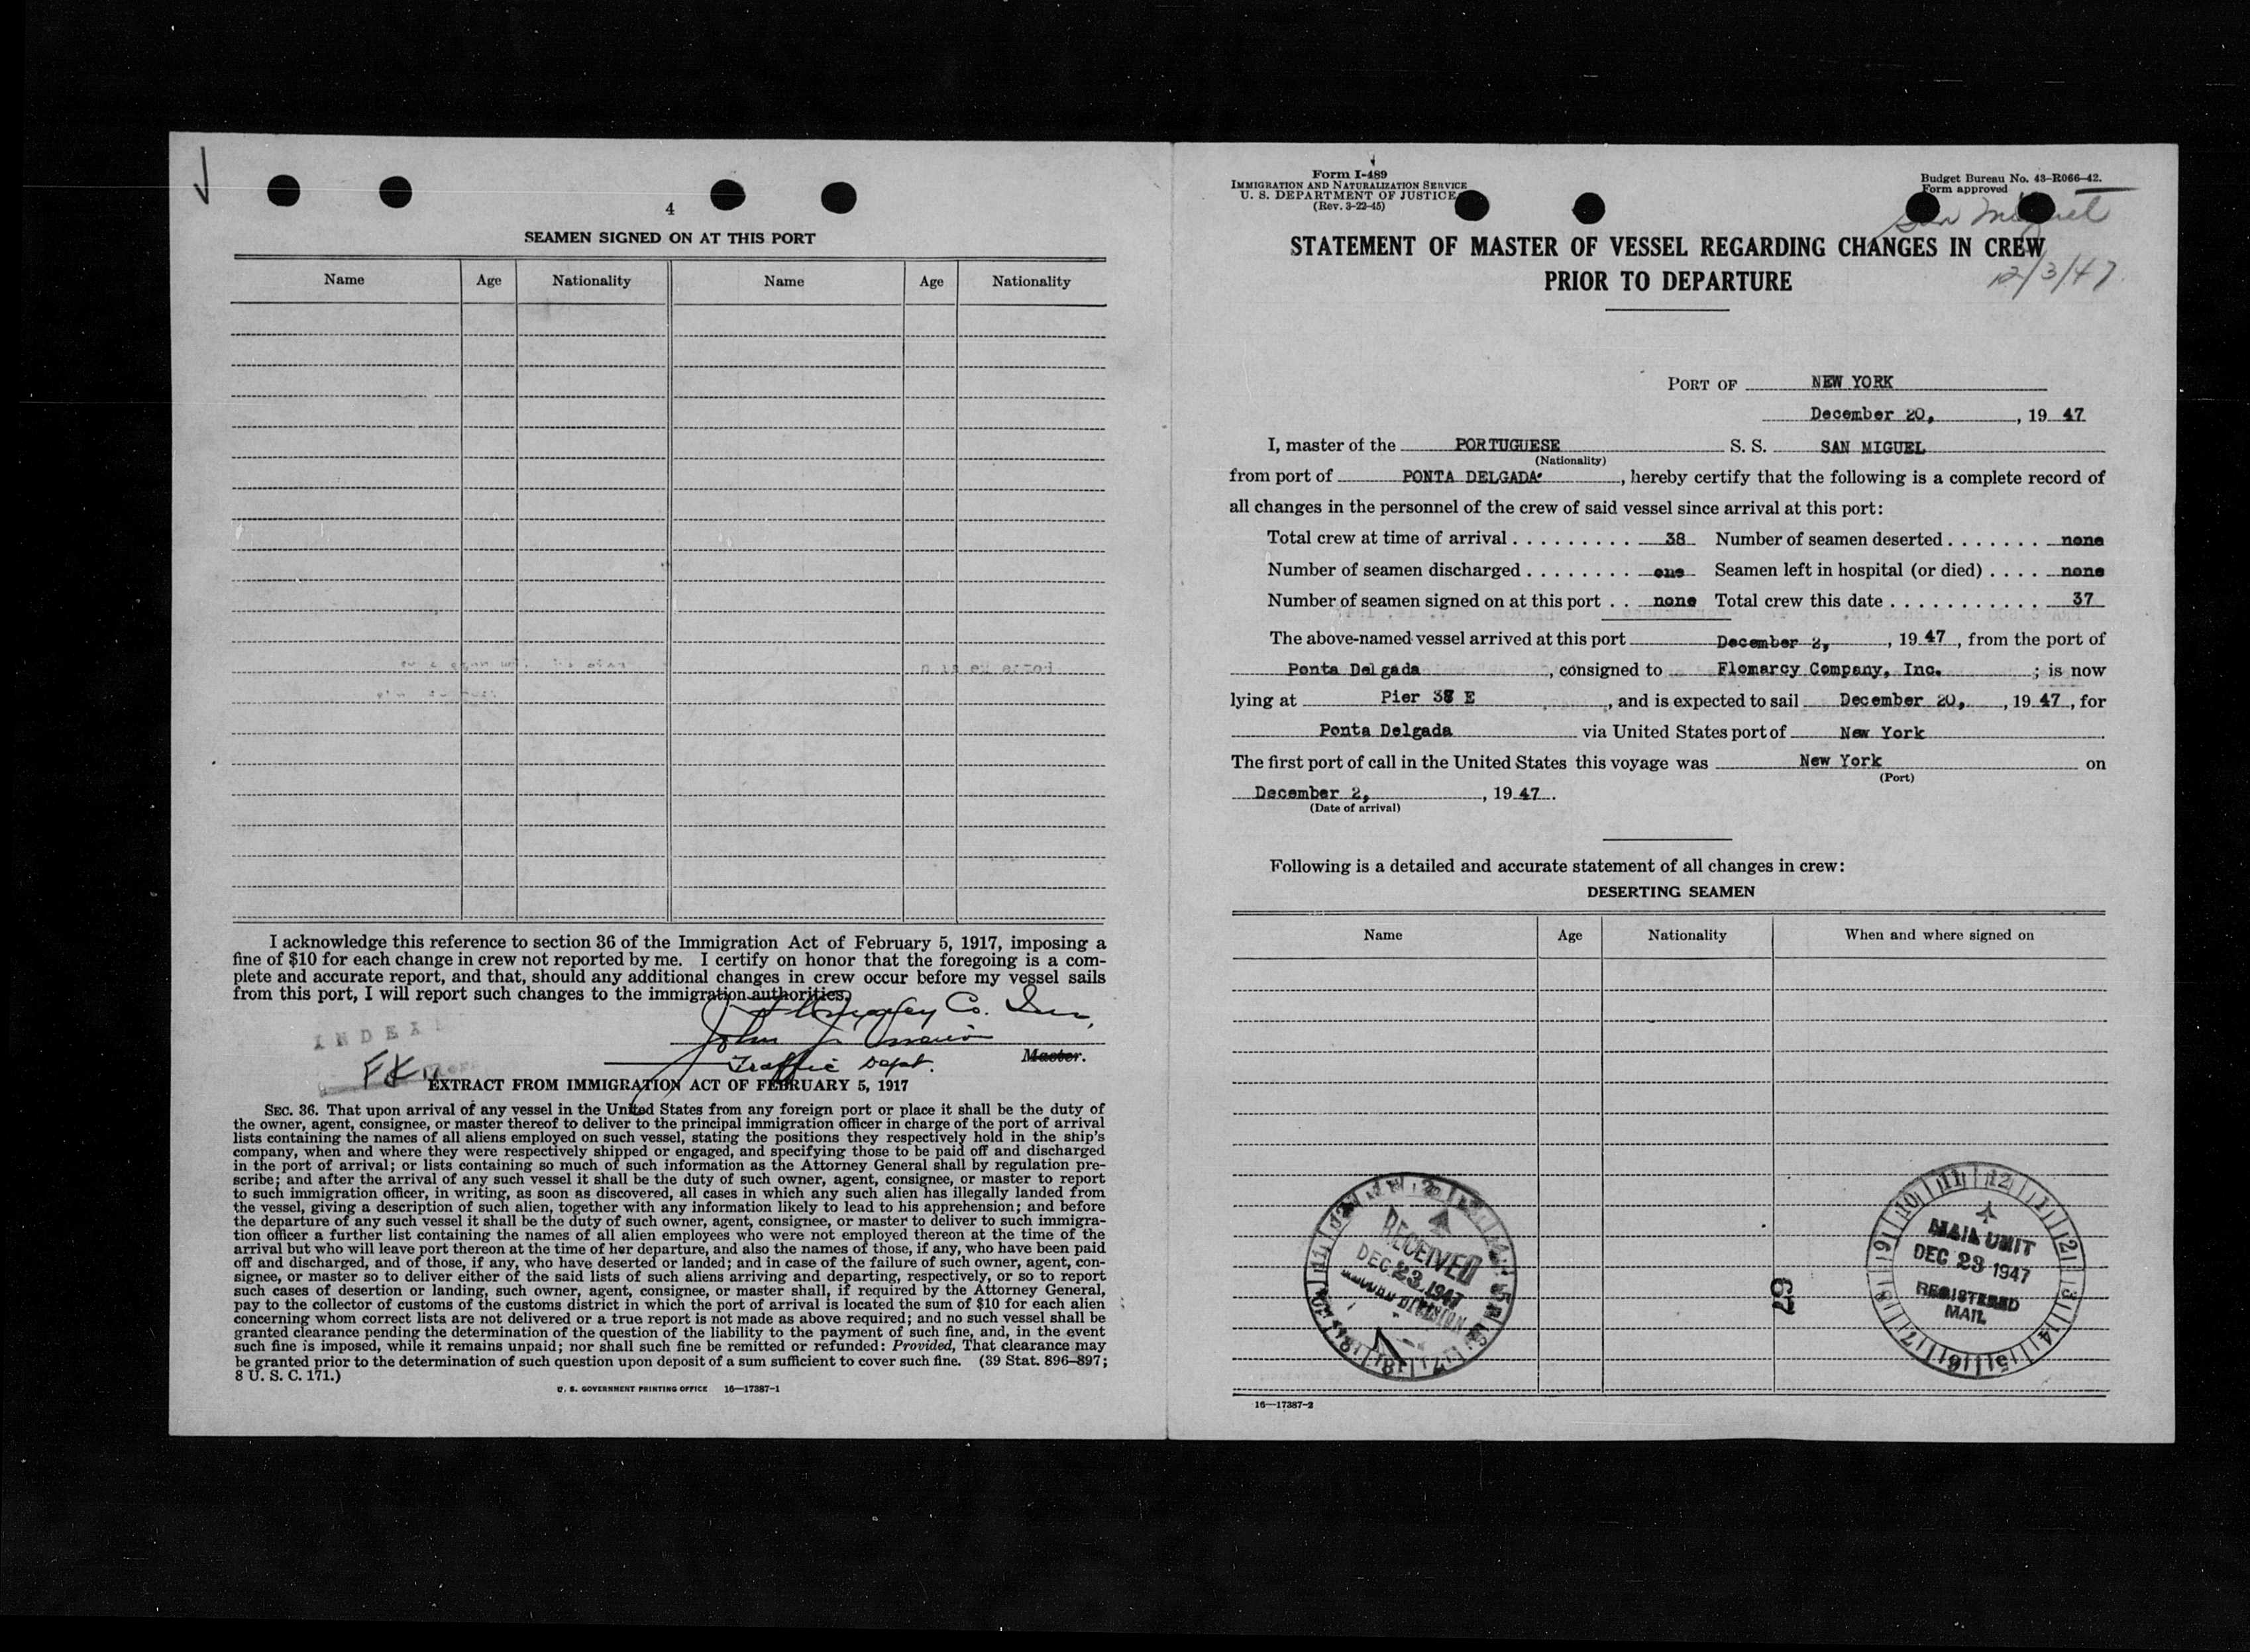 4
SEAMEN SIGNED ON AT THIS PORT
Name Age Nationality Name Age Nationality
I acknowledge this reference to section 36 of the Immigration Act of February 5, 1917, imposing a
fine of $10 for each change in crew not reported by me. I certify on honor that the foregoing is a com-
plete and accurate report, and that, should any additional changes in crew occur before my vessel sails
from this port, I will report such changes to the immigration authorities.
Co. Inc.
John J.
Traffic Dept. Master.
INDEX
EXTRACT FROM IMMIGRATION ACT OF FEBRUARY 5, 1917
SEC. 36. That upon arrival of any vessel in the United States from any foreign port or place it shall be the duty of
the owner, agent, consignee, or master thereof to deliver to the principal immigration officer in charge of the port of arrival
lists containing the names of all aliens employed on such vessel, stating the positions they respectively hold in the ship's
company, when and where they were respectively shipped or engaged, and specifying those to be paid off and discharged
in the port of arrival; or lists containing so much of such information as the Attorney General shall by regulation pre-
scribe; and after the arrival of any such vessel it shall be the duty of such owner, agent, consignee, or master to report
to such immigration officer, in writing, as soon as discovered, all cases in which any such alien has illegally landed from
the vessel, giving a description of such alien, together with any information likely to lead to his apprehension; and before
the departure of any such vessel it shall be the duty of such owner, agent, consignee, or master to deliver to such immigra-
tion officer a further list containing the names of all alien employees who were not employed thereon at the time of the
arrival but who will leave port thereon at the time of her departure, and also the names of those, if any, who have been paid
off and discharged, and of those, if any, who have deserted or landed; and in case of the failure of such owner, agent, con-
signee, or master so to deliver either of the said lists of such aliens arriving and departing, respectively, or so to report
such cases of desertion or landing, such owner, agent, consignee, or master shall, if required by the Attorney General,
pay to the collector of customs of the customs district in which the port of arrival is located the sum of $10 for each alien
concerning whom correct lists are not delivered or a true report is not made as above required; and no such vessel shall be
granted clearance pending the determination of the question of the liability to the payment of such fine, and, in the event
such fine is imposed, while it remains unpaid; nor shall such fine be remitted or refunded: Provided, That clearance may
be granted prior to the determination of such question upon deposit of a sum sufficient to cover such fine. (39 Stat. 896-897;
8 U. S. C. 171.)
U. S. GOVERNMENT PRINTING OFFICE 16—17387-1
Form I-489
IMMIGRATION AND NATURALIZATION SERVICE
U. S. DEPARTMENT OF JUSTICE
(Rev. 3-22-45)
Budget Bureau No. 43-R066-42.
Form approved
San Miguel
12/3/47
STATEMENT OF MASTER OF VESSEL REGARDING CHANGES IN CREW
PRIOR TO DEPARTURE
PORT OF NEW YORK
December 20, , 19 47
I, master of the PORTUGUESE S. S. SAN MIGUEL
(Nationality)
from port of PONTA DELGADA , hereby certify that the following is a complete record of
all changes in the personnel of the crew of said vessel since arrival at this port:
Total crew at time of arrival . . . . . . . . . 38 Number of seamen deserted . . . . . . . none
Number of seamen discharged . . . . . . . . one Seamen left in hospital (or died) . . . . none
Number of seamen signed on at this port . . none Total crew this date . . . . . . . . . . . 37
The above-named vessel arrived at this port December 2, , 19 47 , from the port of
Ponta Delgada , consigned to Flomarcy Company, Inc. ; is now
lying at Pier 38 E , and is expected to sail December 20, , 19 47 , for
Ponta Delgada via United States port of New York .
The first port of call in the United States this voyage was New York on
(Port)
December 2, , 19 47 .
(Date of arrival)
Following is a detailed and accurate statement of all changes in crew:
DESERTING SEAMEN
Name Age Nationality When and where signed on
RECEIVED
DEC 23 1947
DIVISION
67
MAIL UNIT
DEC 23 1947
REGISTERED
MAIL
16—17387-2